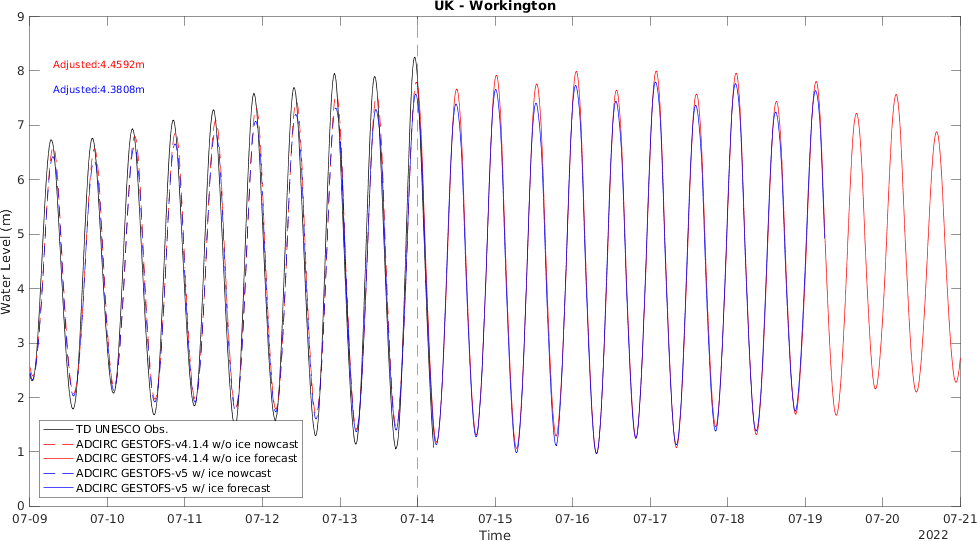 UK - Workington
9
8
7
6
5
4
3
2
1
0
Water Level (m)
Adjusted:4.4592m
Adjusted:4.3808m
TD UNESCO Obs.
ADCIRC GESTOFS-v4.1.4 w/o ice nowcast
ADCIRC GESTOFS-v4.1.4 w/o ice forecast
ADCIRC GESTOFS-v5 w/ ice nowcast
ADCIRC GESTOFS-v5 w/ ice forecast
07-09 07-10 07-11 07-12 07-13 07-14 07-15 07-16 07-17 07-18 07-19 07-20 07-21
Time
2022